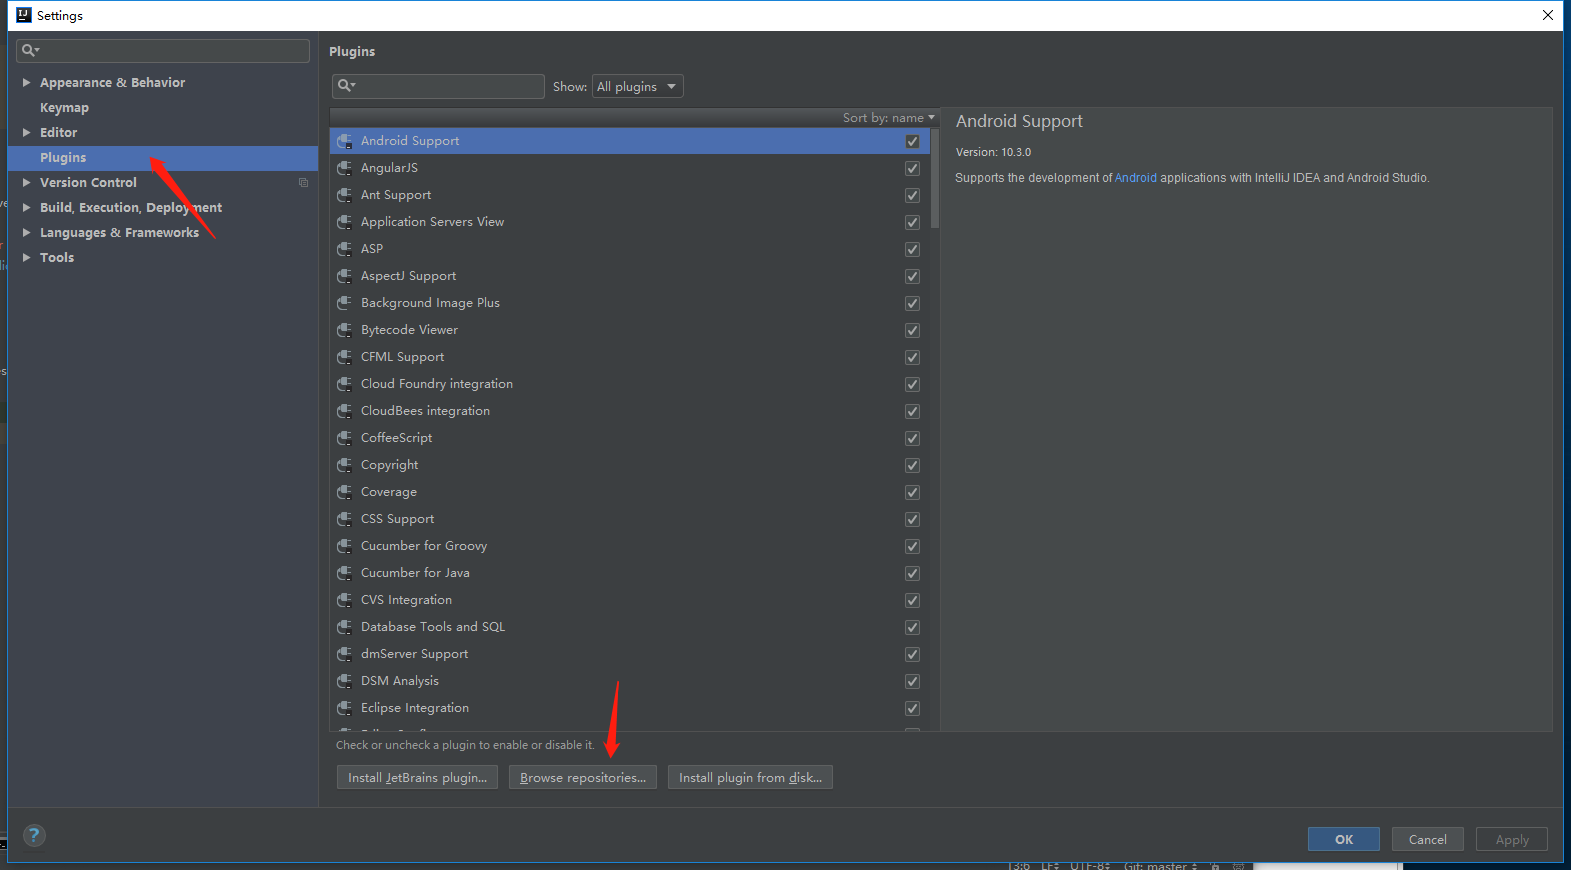 Settings
Appearance & Behavior
Keymap
Editor
Plugins
Version Control
Build, Execution, Deployment
Languages & Frameworks
Tools
Plugins
Show: All plugins
Sort by: name
Android Support
AngularJS
Ant Support
Application Servers View
ASP
AspectJ Support
Background Image Plus
Bytecode Viewer
CFML Support
Cloud Foundry integration
CloudBees integration
CoffeeScript
Copyright
Coverage
CSS Support
Cucumber for Groovy
Cucumber for Java
CVS Integration
Database Tools and SQL
dmServer Support
DSM Analysis
Eclipse Integration
Check or uncheck a plugin to enable or disable it.
Install JetBrains plugin...
Browse repositories...
Install plugin from disk...
Android Support
Version: 10.3.0
Supports the development of Android applications with IntelliJ IDEA and Android Studio.
?
OK
Cancel
Apply
13:6 LF UTF-8 Git: master